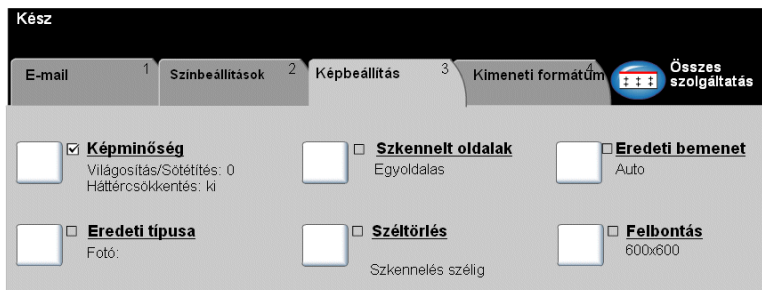 Kész
E-mail 1
Színbeállítások 2
Képbeállítás 3
Kimeneti formátum 4
Összes
szolgáltatás
Képminőség
Világosítás/Sötétítés: 0
Háttércsökkentés: ki
Szkennelt oldalak
Egyoldalas
Eredeti bemenet
Auto
Eredeti típusa
Fotó:
Széltörlés
Szkennelés szélig
Felbontás
600x600